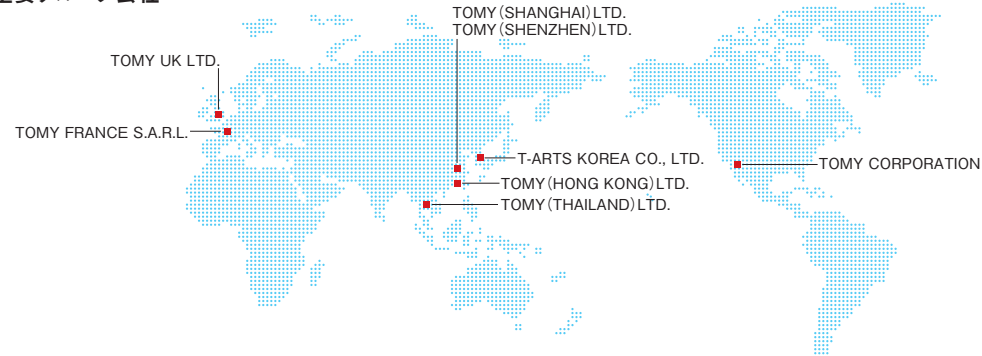 TOMY(SHANGHAI)LTD.
TOMY(SHENZHEN)LTD.
TOMY UK LTD.
TOMY FRANCE S.A.R.L.
T-ARTS KOREA CO., LTD.
TOMY CORPORATION
TOMY(HONG KONG)LTD.
TOMY(THAILAND)LTD.